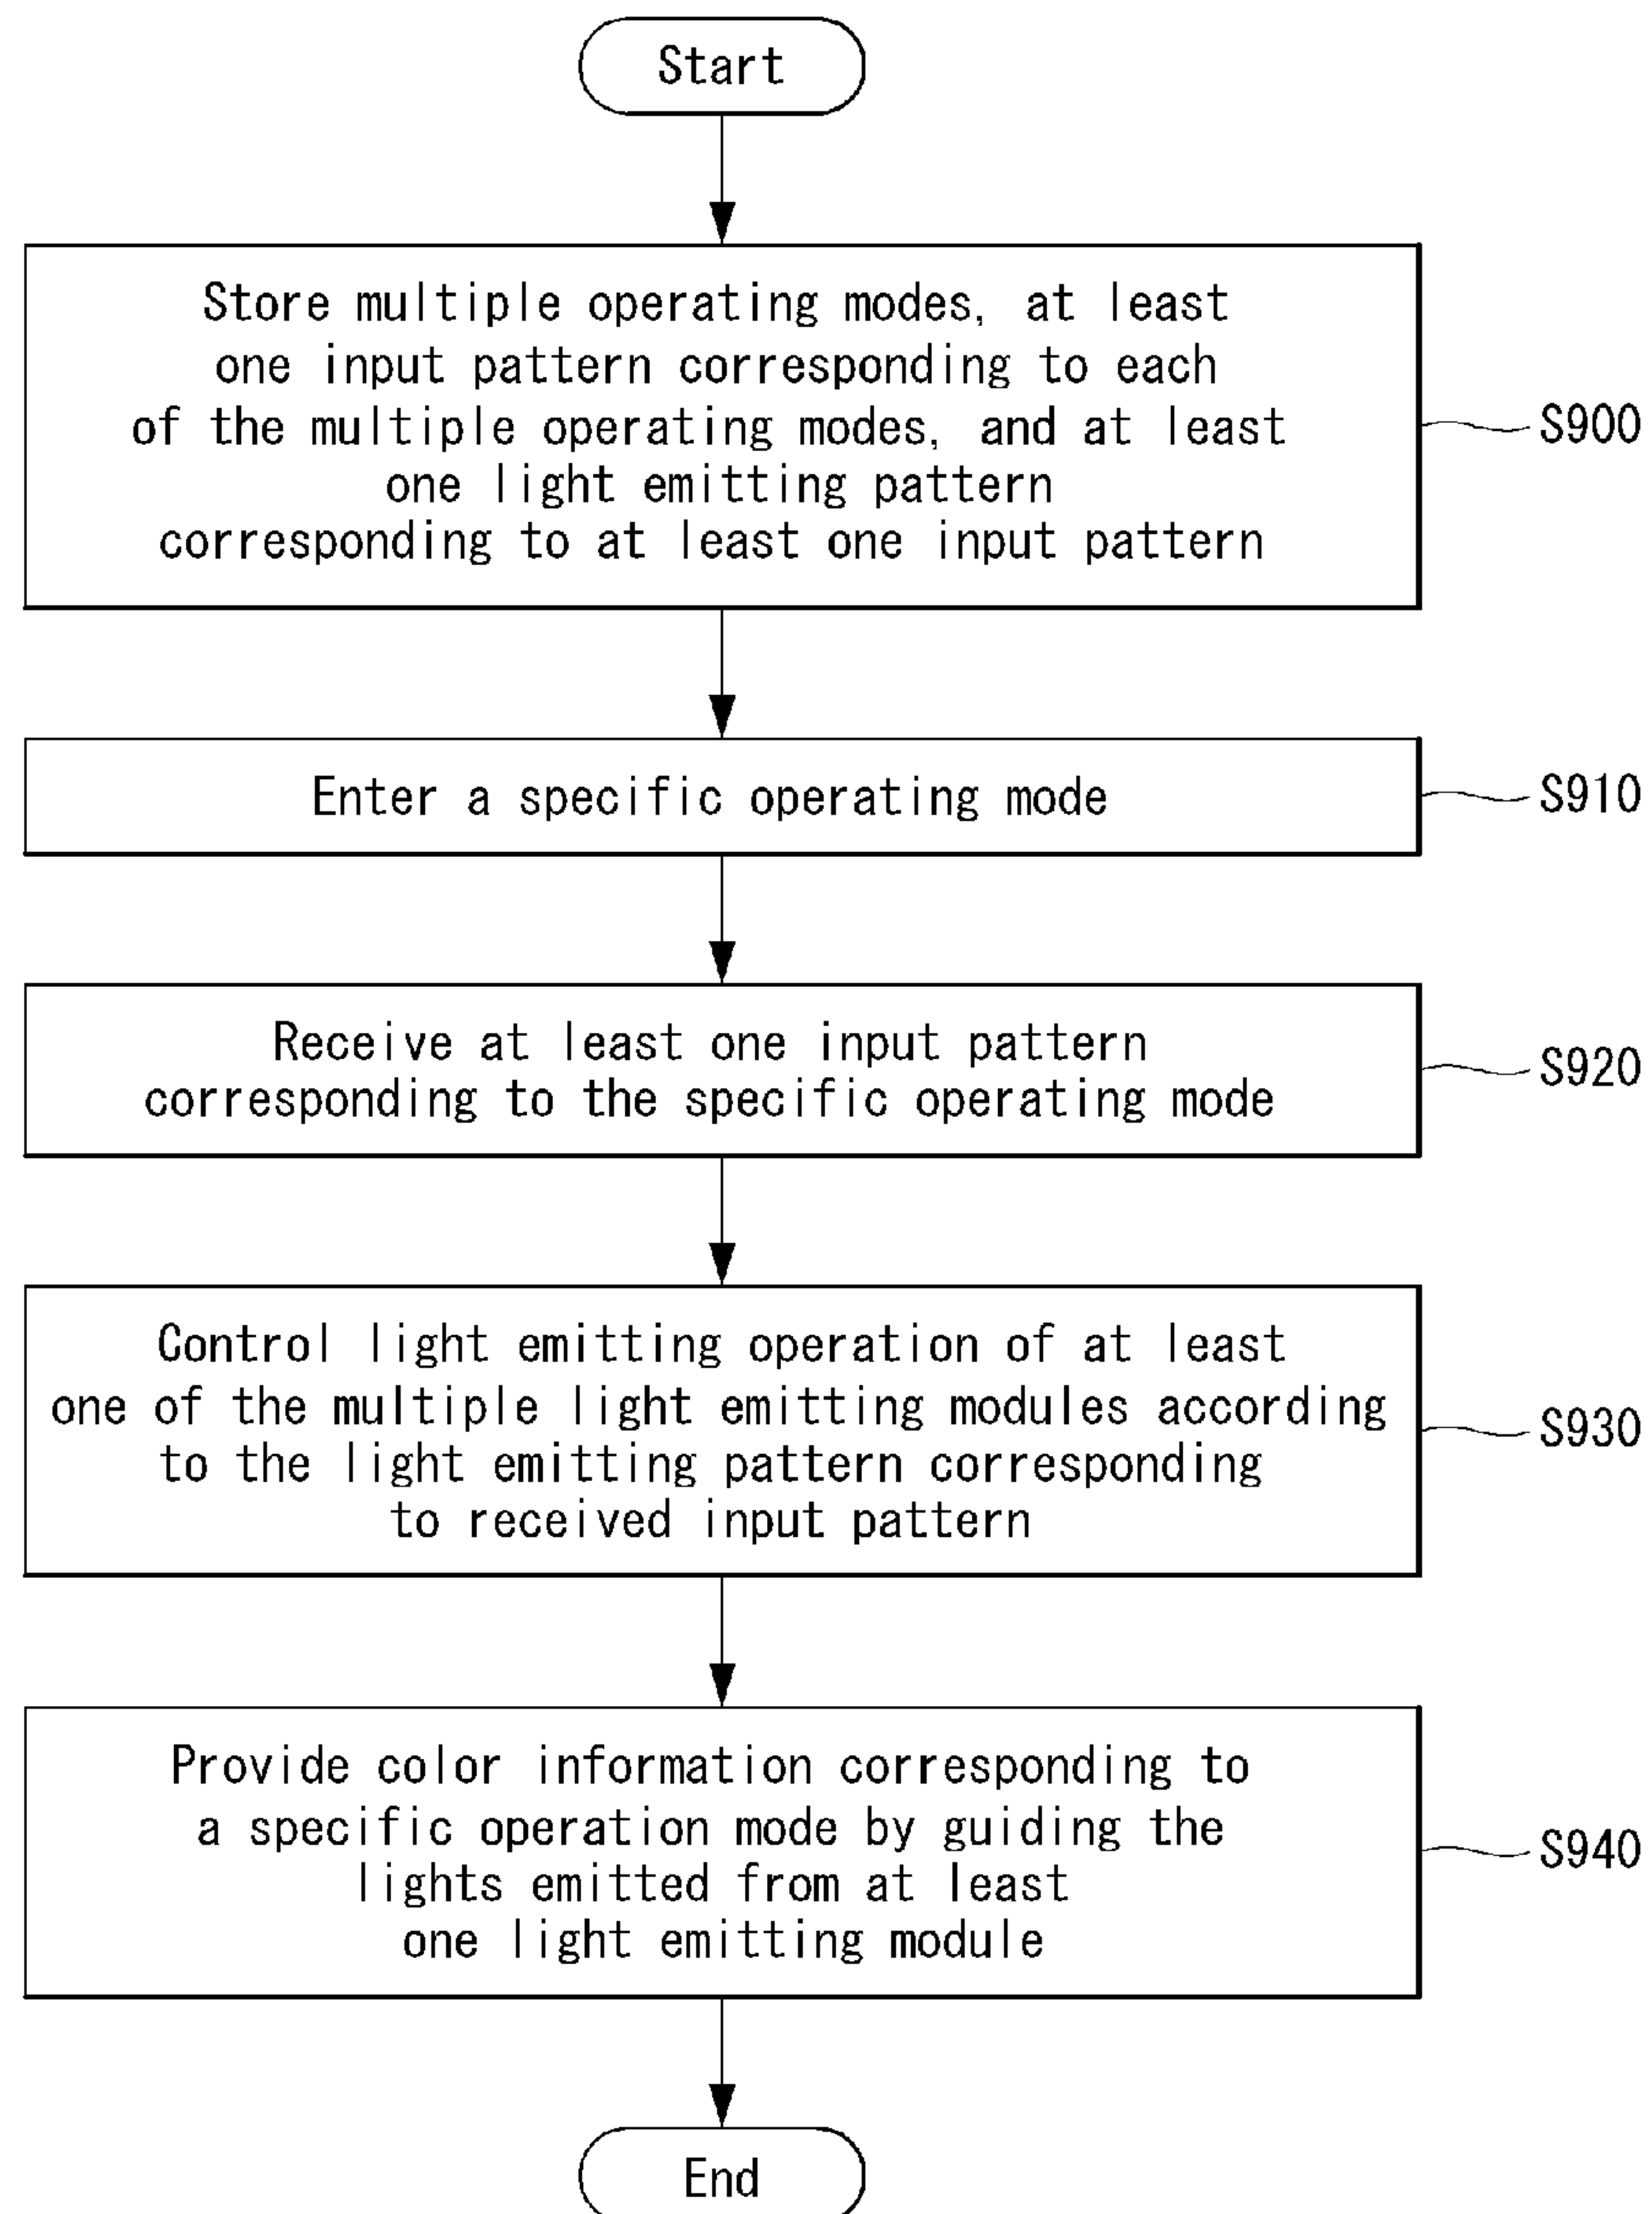 Start
Store multiple operating modes, at least
one input pattern corresponding to each
of the multiple operating modes, and at least
one light emitting pattern
corresponding to at least one input pattern
S900
Enter a specific operating mode
S910
Receive at least one input pattern
corresponding to the specific operating mode
S920
Control light emitting operation of at least
one of the multiple light emitting modules according
to the light emitting pattern corresponding
to received input pattern
S930
Provide color information corresponding to
a specific operation mode by guiding the
lights emitted from at least
one light emitting module
S940
End